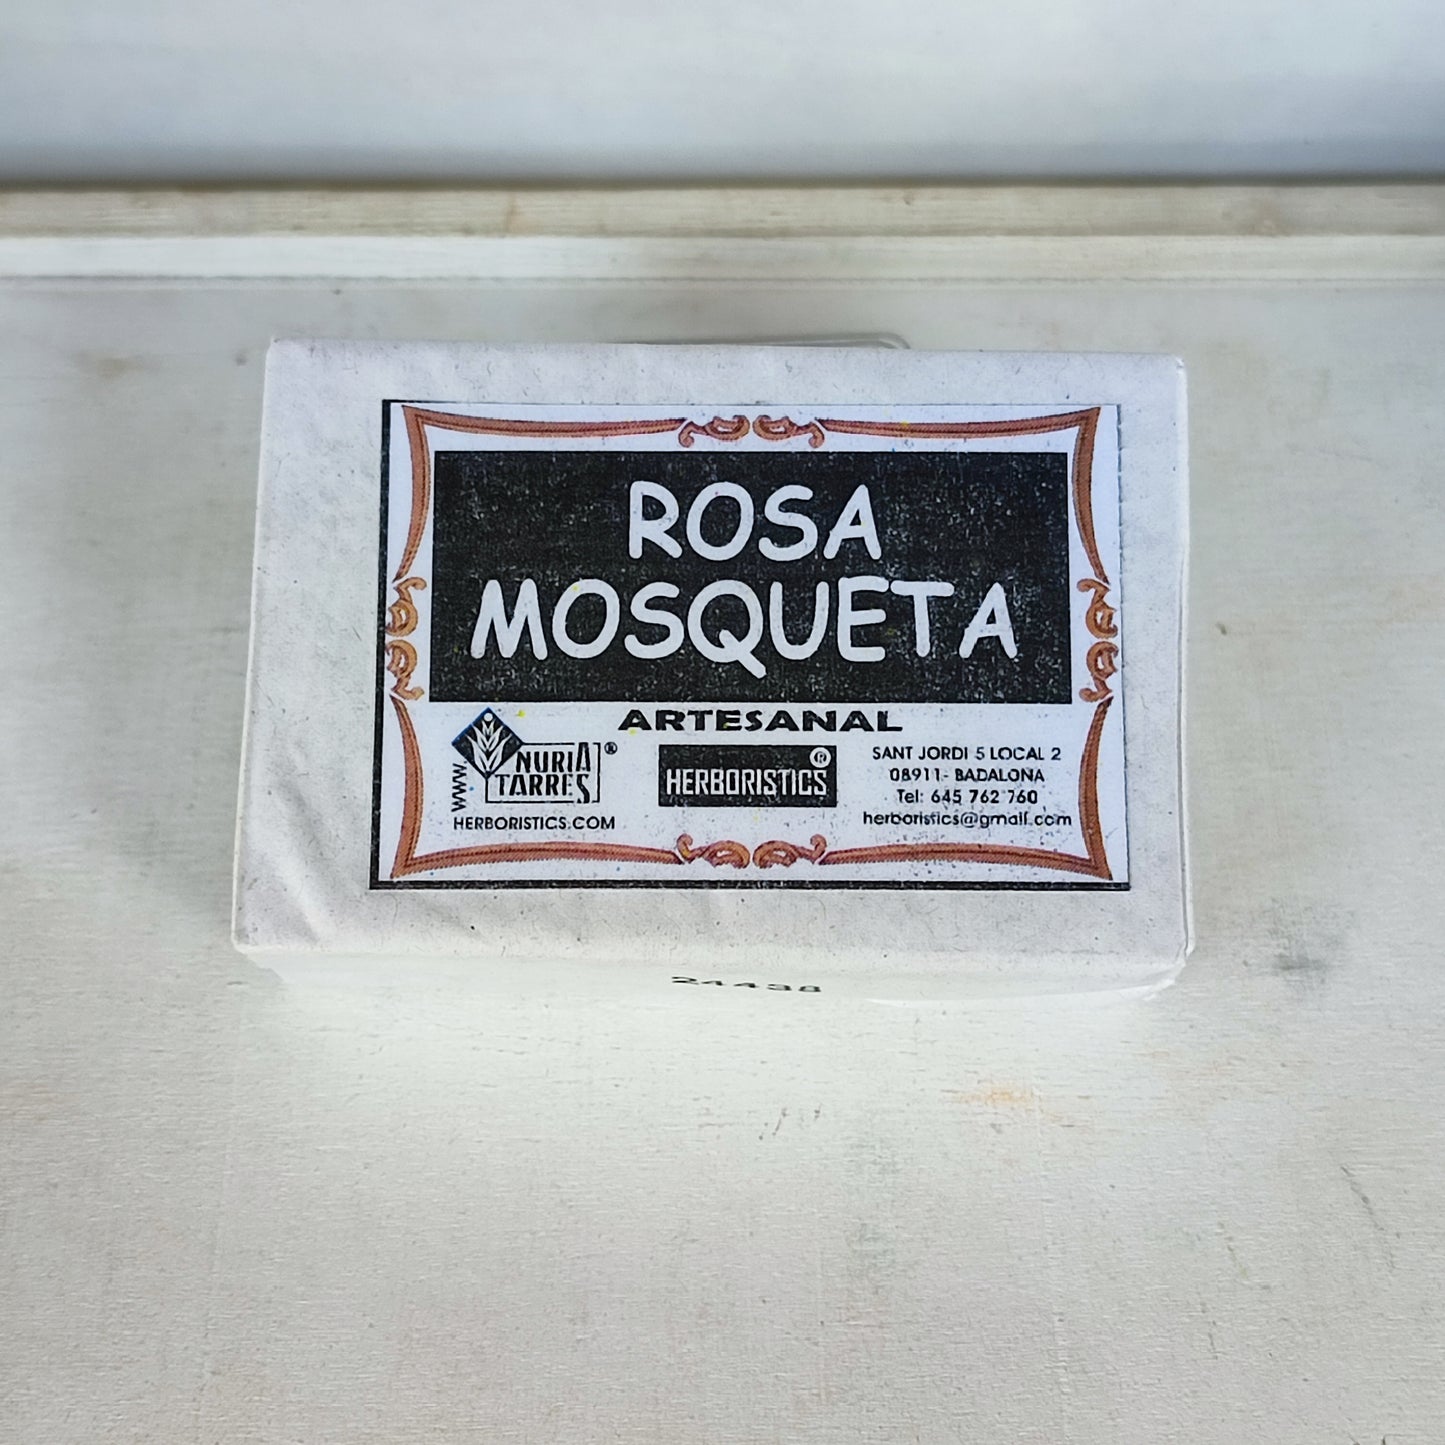 ROSA
MOSQUETA
ARTESANAL
NURIA
TARRES ®
WWW.
HERBORISTICS.COM
HERBORISTICS ®
SANT JORDI 5 LOCAL 2
08911- BADALONA
Tel: 645 762 760
herboristics@gmail.com
24438